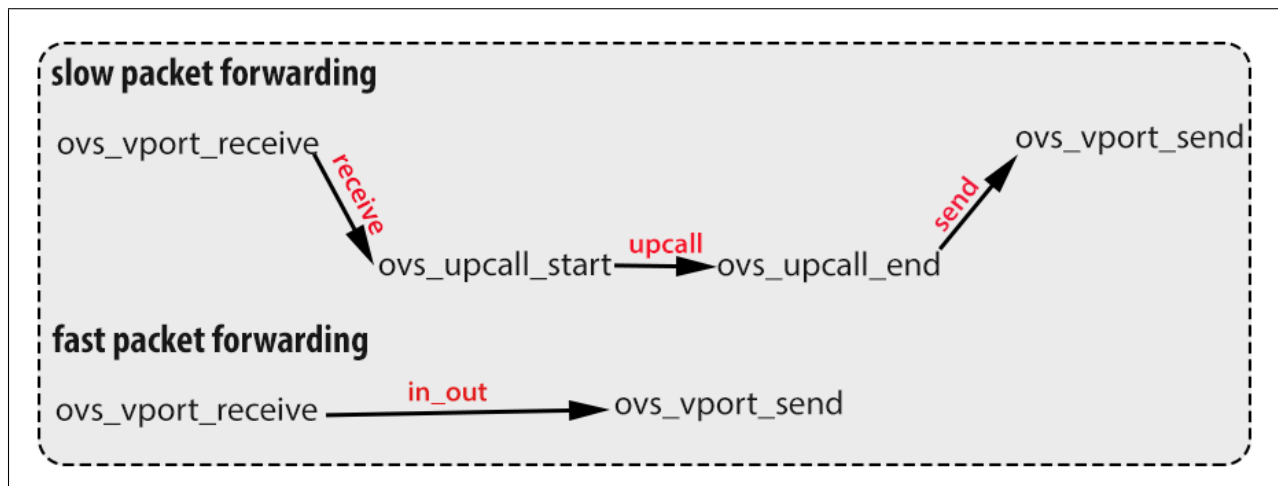 slow packet forwarding
ovs_vport_receive
receive
ovs_upcall_start
upcall
ovs_upcall_end
send
ovs_vport_send
fast packet forwarding
ovs_vport_receive
in_out
ovs_vport_send